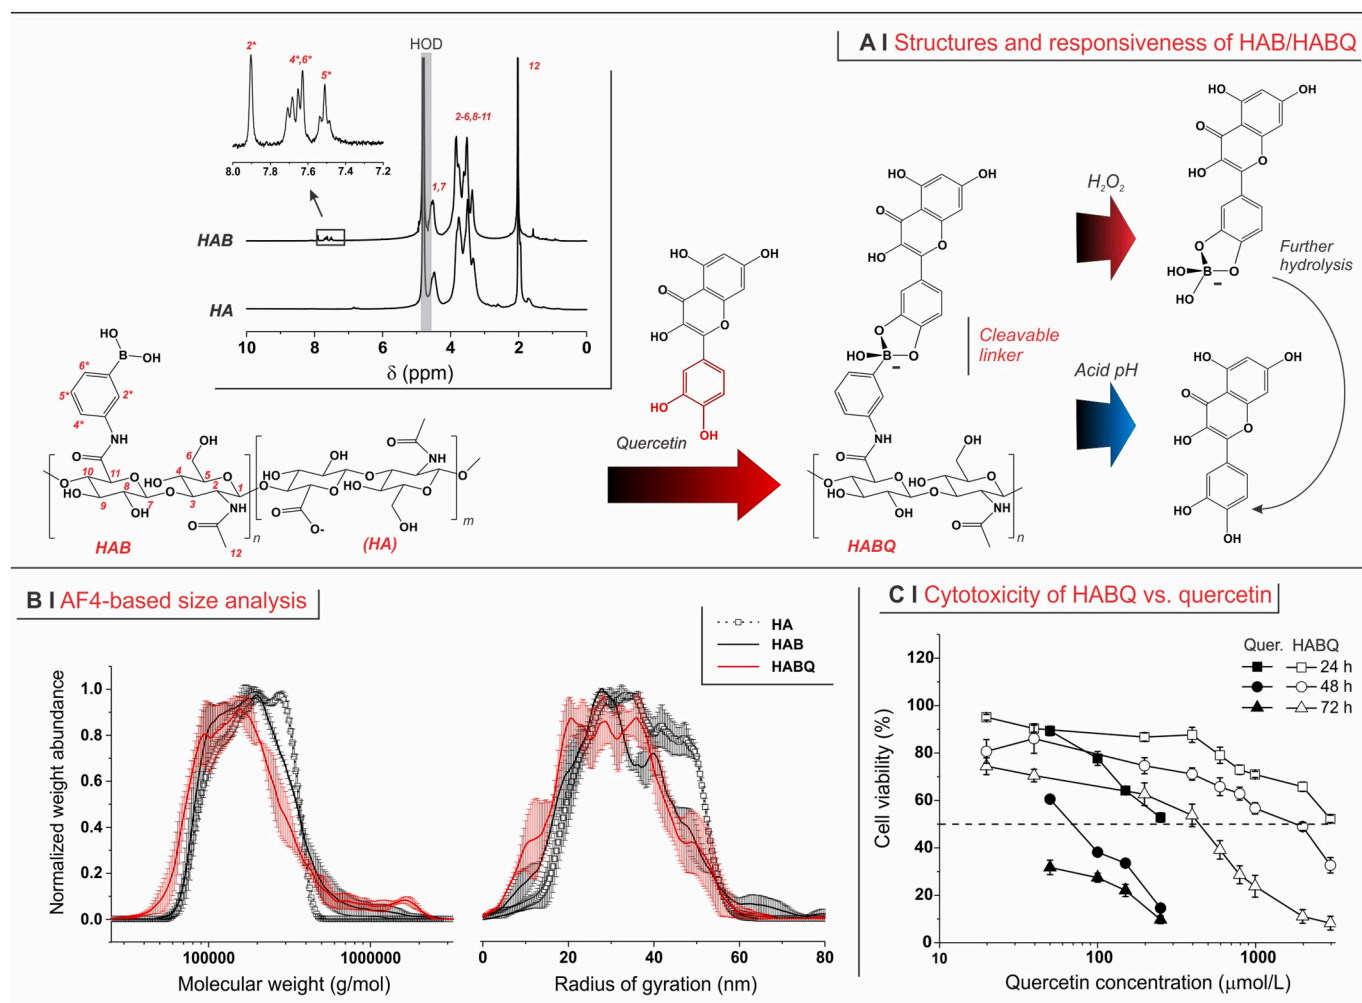 A I Structures and responsiveness of HAB/HABQ
HOD
2*
4*,6*
5*
12
2-6,8-11
1,7
8.0 7.8 7.6 7.4 7.2
HAB
HA
10 8 6 4 2 0
δ (ppm)
HO
B
OH
6*
5*
2*
4*
NH
O
OH
6
10
11
4
5
HO
O
O
1
2
8
HO
O
3
9
7
OH
NH
O
12
n
HAB
NH
O
OH
HO
O
O
HO
O
HO
O
O
O-
OH
m
(HA)
OH
OH
O
O
HO
HO
OH
Quercetin
OH
OH
O
O
HO
O
HO
B
O
−
NH
O
OH
HO
O
O
HO
O
OH
NH
O
n
HABQ
Cleavable
linker
H2O2
Acid pH
HO
OH
O
O
HO
O
HO
B
O
HO
−
Further
hydrolysis
HO
OH
O
O
HO
HO
OH
B I AF4-based size analysis
HA
HAB
HABQ
Normalized weight abundance
1.0
0.8
0.6
0.4
0.2
0.0
100000 1000000
Molecular weight (g/mol)
0 20 40 60 80
Radius of gyration (nm)
C I Cytotoxicity of HABQ vs. quercetin
Quer. HABQ
24 h
48 h
72 h
Cell viability (%)
120
100
80
60
40
20
0
10 100 1000
Quercetin concentration (μmol/L)